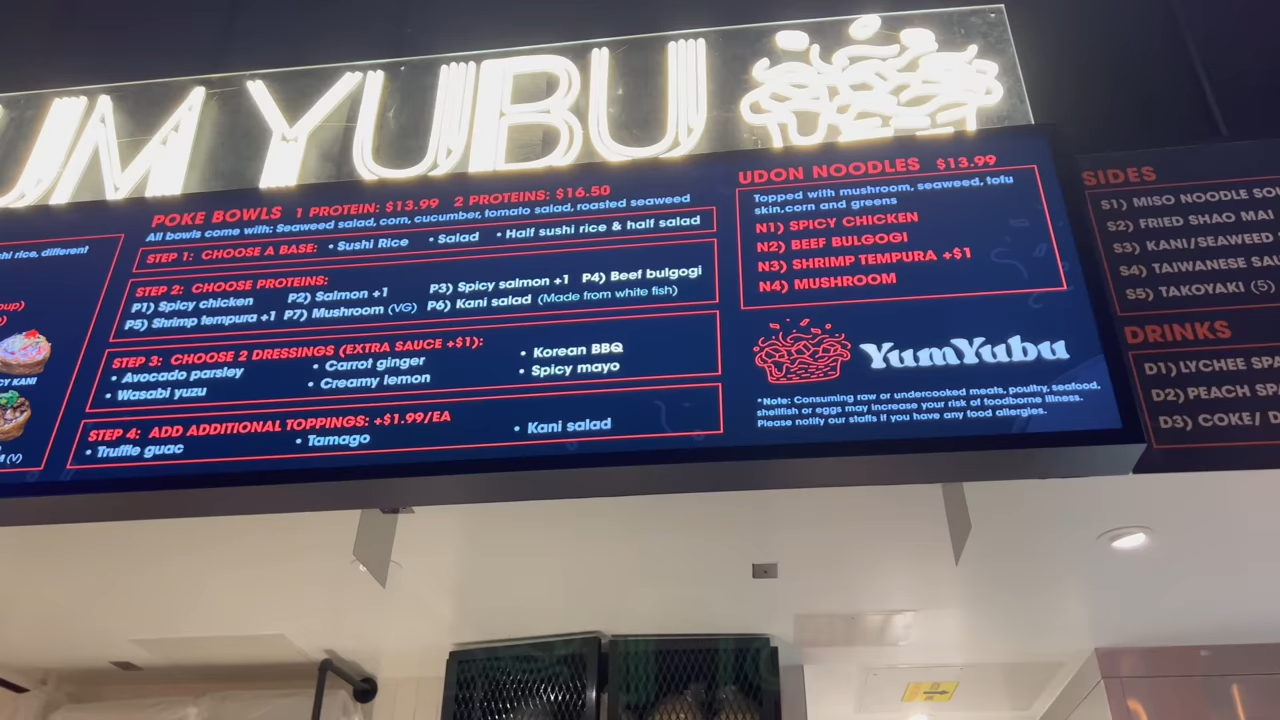 UM YUBU
hi rice, different
CY KANI
(V)
POKE BOWLS 1 PROTEIN: $13.99 2 PROTEINS: $16.50
All bowls come with: Seaweed salad, corn, cucumber, tomato salad, roasted seaweed
STEP 1: CHOOSE A BASE: • Sushi Rice • Salad • Half sushi rice & half salad
STEP 2: CHOOSE PROTEINS:
P1) Spicy chicken P2) Salmon +1 P3) Spicy salmon +1 P4) Beef bulgogi
P5) Shrimp tempura +1 P7) Mushroom (VG) P6) Kani salad (Made from white fish)
STEP 3: CHOOSE 2 DRESSINGS (EXTRA SAUCE +$1):
• Avocado parsley • Carrot ginger • Korean BBQ
• Wasabi yuzu • Creamy lemon • Spicy mayo
STEP 4: ADD ADDITIONAL TOPPINGS: +$1.99/EA
• Truffle guac • Tamago • Kani salad
UDON NOODLES $13.99
Topped with mushroom, seaweed, tofu
skin,corn and greens
N1) SPICY CHICKEN
N2) BEEF BULGOGI
N3) SHRIMP TEMPURA +$1
N4) MUSHROOM
YumYubu
*Note: Consuming raw or undercooked meats, poultry, seafood,
shellfish or eggs may increase your risk of foodborne illness.
Please notify our staffs if you have any food allergies.
SIDES
S1) MISO NOODLE SOU
S2) FRIED SHAO MAI
S3) KANI/SEAWEED
S4) TAIWANESE SAU
S5) TAKOYAKI (5)
DRINKS
D1) LYCHEE SPA
D2) PEACH SPA
D3) COKE/ D